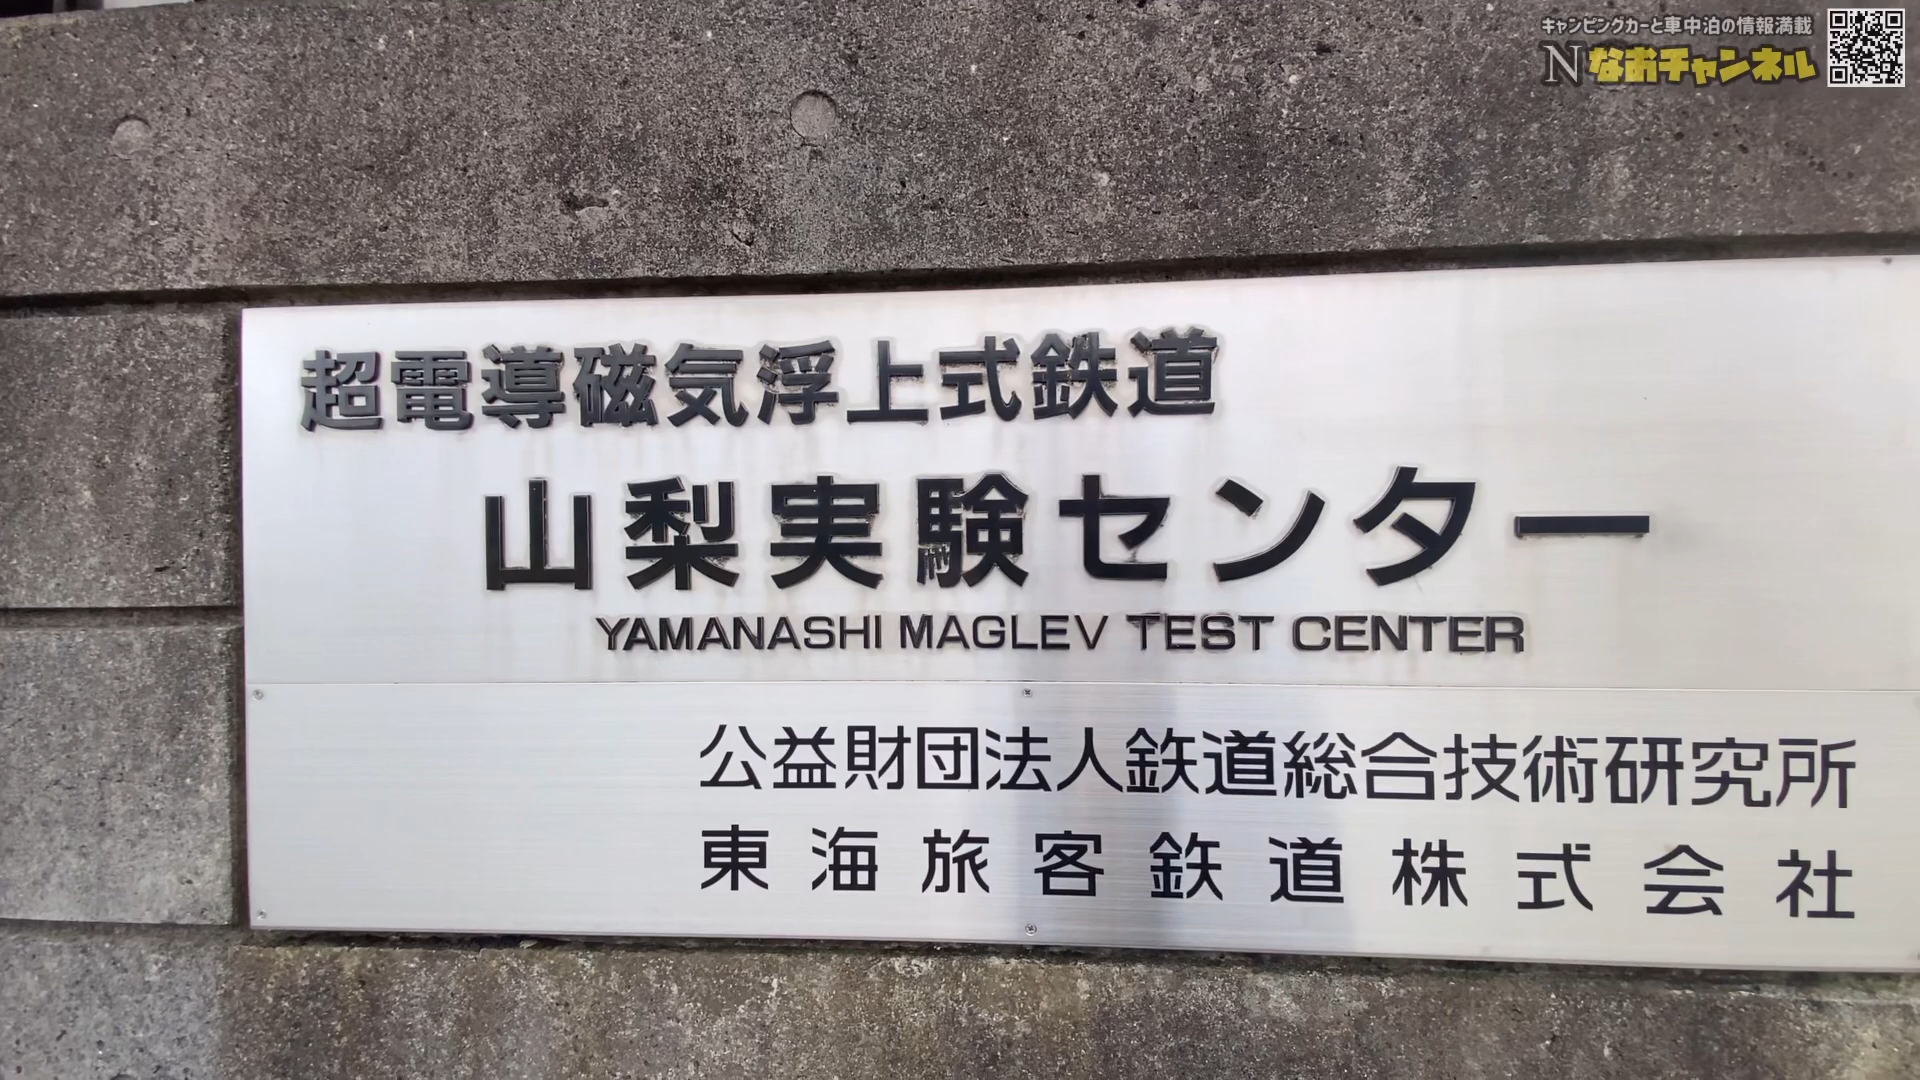 キャンピングカーと車中泊の情報満載
Nなおチャンネル
超電導磁気浮上式鉄道
山梨実験センター
YAMANASHI MAGLEV TEST CENTER
公益財団法人鉄道総合技術研究所
東海旅客鉄道株式会社